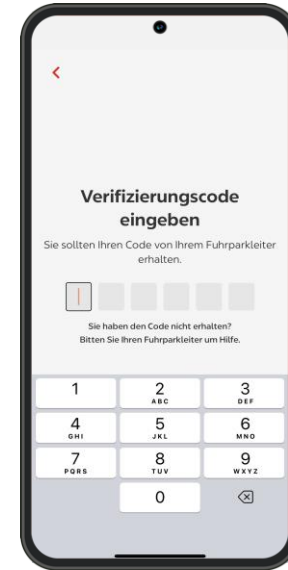 Verifizierungscode
eingeben
Sie sollten Ihren Code von Ihrem Fuhrparkleiter
erhalten.
Sie haben den Code nicht erhalten?
Bitten Sie Ihren Fuhrparkleiter um Hilfe.
1 2 3
ABC DEF
4 5 6
GHI JKL MNO
7 8 9
PQRS TUV WXYZ
0